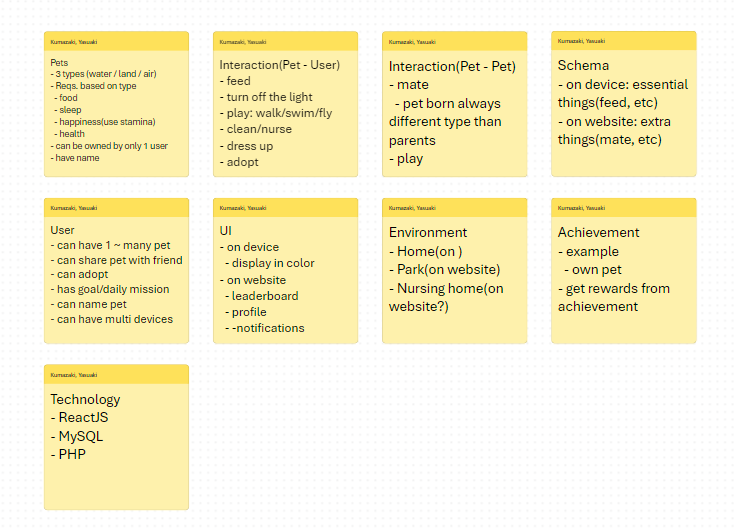 Kumazaki, Yasuaki
Pets
- 3 types (water / land / air)
- Reqs. based on type
- food
- sleep
- happiness(use stamina)
- health
- can be owned by only 1 user
- have name
Kumazaki, Yasuaki
Interaction(Pet - User)
- feed
- turn off the light
- play: walk/swim/fly
- clean/nurse
- dress up
- adopt
Kumazaki, Yasuaki
Interaction(Pet - Pet)
- mate
- pet born always
different type than
parents
- play
Kumazaki, Yasuaki
Schema
- on device: essential
things(feed, etc)
- on website: extra
things(mate, etc)
Kumazaki, Yasuaki
User
- can have 1 ~ many pet
- can share pet with friend
- can adopt
- has goal/daily mission
- can name pet
- can have multi devices
Kumazaki, Yasuaki
UI
- on device
- display in color
- on website
- leaderboard
- profile
- -notifications
Kumazaki, Yasuaki
Environment
- Home(on )
- Park(on website)
- Nursing home(on
website?)
Kumazaki, Yasuaki
Achievement
- example
- own pet
- get rewards from
achievement
Kumazaki, Yasuaki
Technology
- ReactJS
- MySQL
- PHP